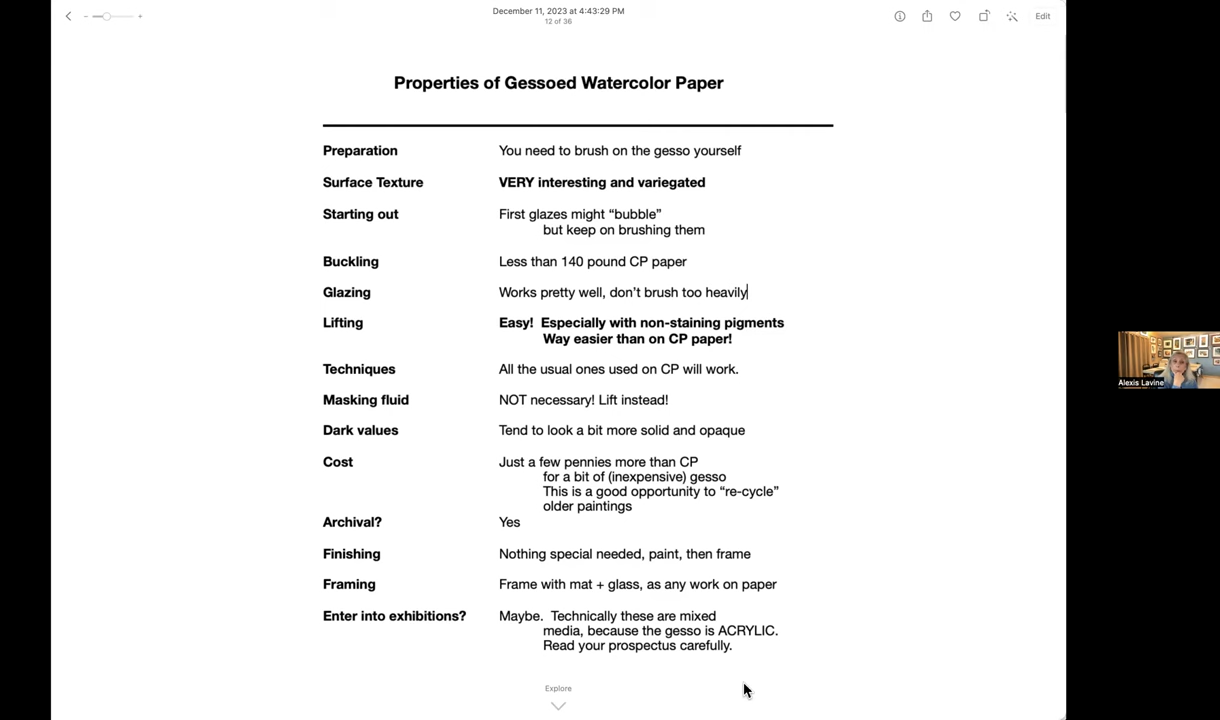 December 11, 2023 at 4:43:29 PM
12 of 36
Edit
Properties of Gessoed Watercolor Paper
Preparation You need to brush on the gesso yourself
Surface Texture VERY interesting and variegated
Starting out First glazes might “bubble”
but keep on brushing them
Buckling Less than 140 pound CP paper
Glazing Works pretty well, don’t brush too heavily
Lifting Easy! Especially with non-staining pigments
Way easier than on CP paper!
Techniques All the usual ones used on CP will work.
Masking fluid NOT necessary! Lift instead!
Dark values Tend to look a bit more solid and opaque
Cost Just a few pennies more than CP
for a bit of (inexpensive) gesso
This is a good opportunity to “re-cycle”
older paintings
Archival? Yes
Finishing Nothing special needed, paint, then frame
Framing Frame with mat + glass, as any work on paper
Enter into exhibitions? Maybe. Technically these are mixed
media, because the gesso is ACRYLIC.
Read your prospectus carefully.
Explore
Alexis Lavine